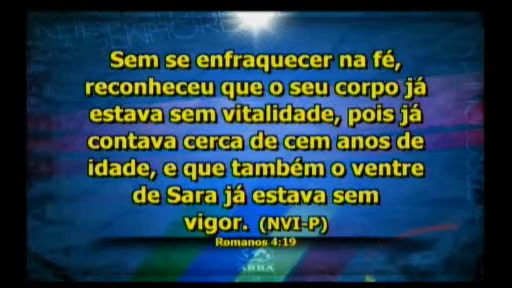 Sem se enfraquecer na fé,
reconheceu que o seu corpo já
estava sem vitalidade, pois já
contava cerca de cem anos de
idade, e que também o ventre
de Sara já estava sem
vigor. (NVI-P)
Romanos 4:19